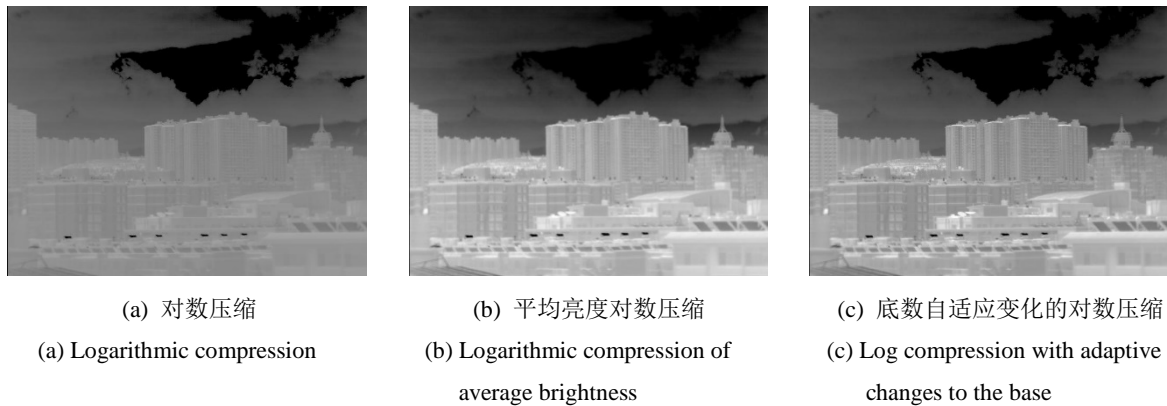 (a) 对数压缩
(b) 平均亮度对数压缩
(c) 底数自适应变化的对数压缩
(a) Logarithmic compression
(b) Logarithmic compression of
average brightness
(c) Log compression with adaptive
changes to the base